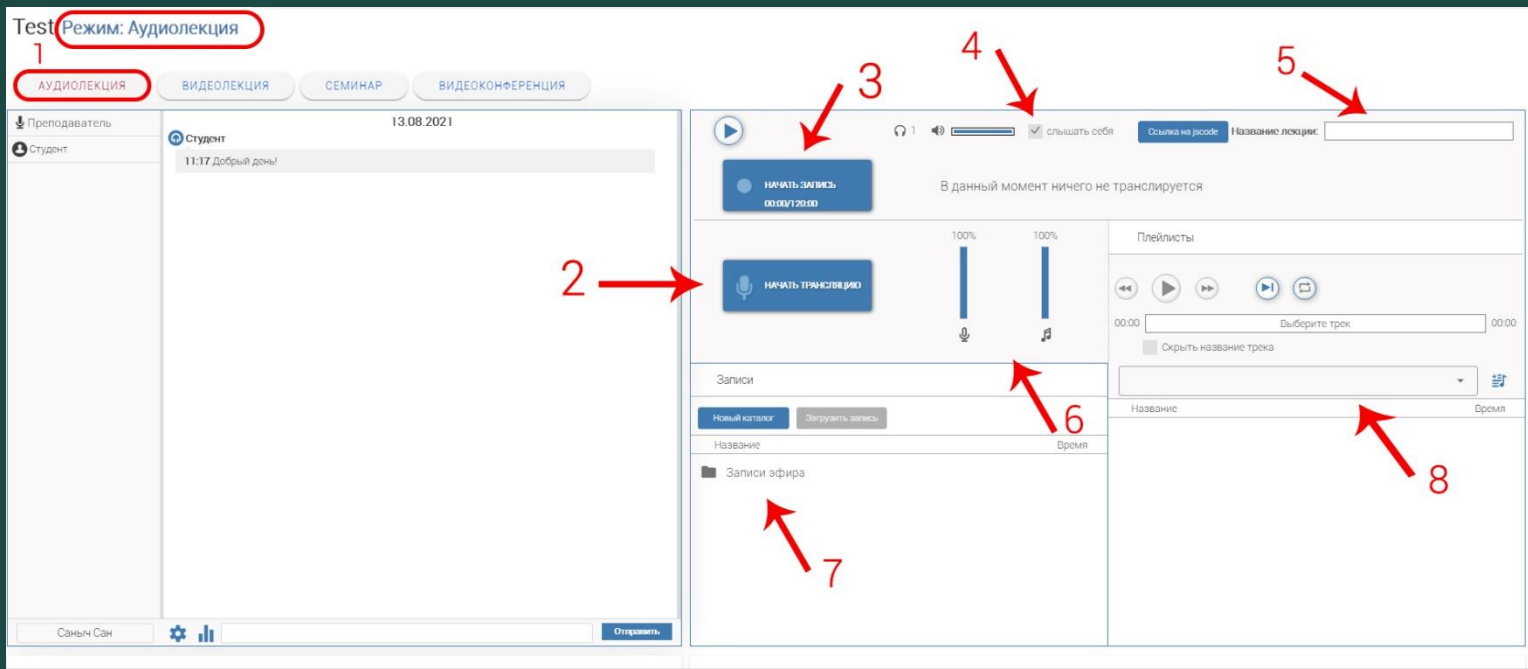 Test Режим: Аудиолекция
1
АУДИОЛЕКЦИЯ ВИДЕОЛЕКЦИЯ СЕМИНАР ВИДЕОКОНФЕРЕНЦИЯ
Преподаватель
Студент
13.08.2021
Студент
11:17 Добрый день!
Саныч Сан
Отправить
3
4
5
1
слышать себя
Ссылка на jscode
Название лекции:
НАЧАТЬ ЗАПИСЬ
00:00/120:00
В данный момент ничего не транслируется
2
НАЧАТЬ ТРАНСЛЯЦИЮ
100% 100%
6
Плейлисты
00:00 Выберите трек 00:00
Скрыть название трека
Название Время
8
Записи
Новый каталог Загрузить запись
Название Время
Записи эфира
7